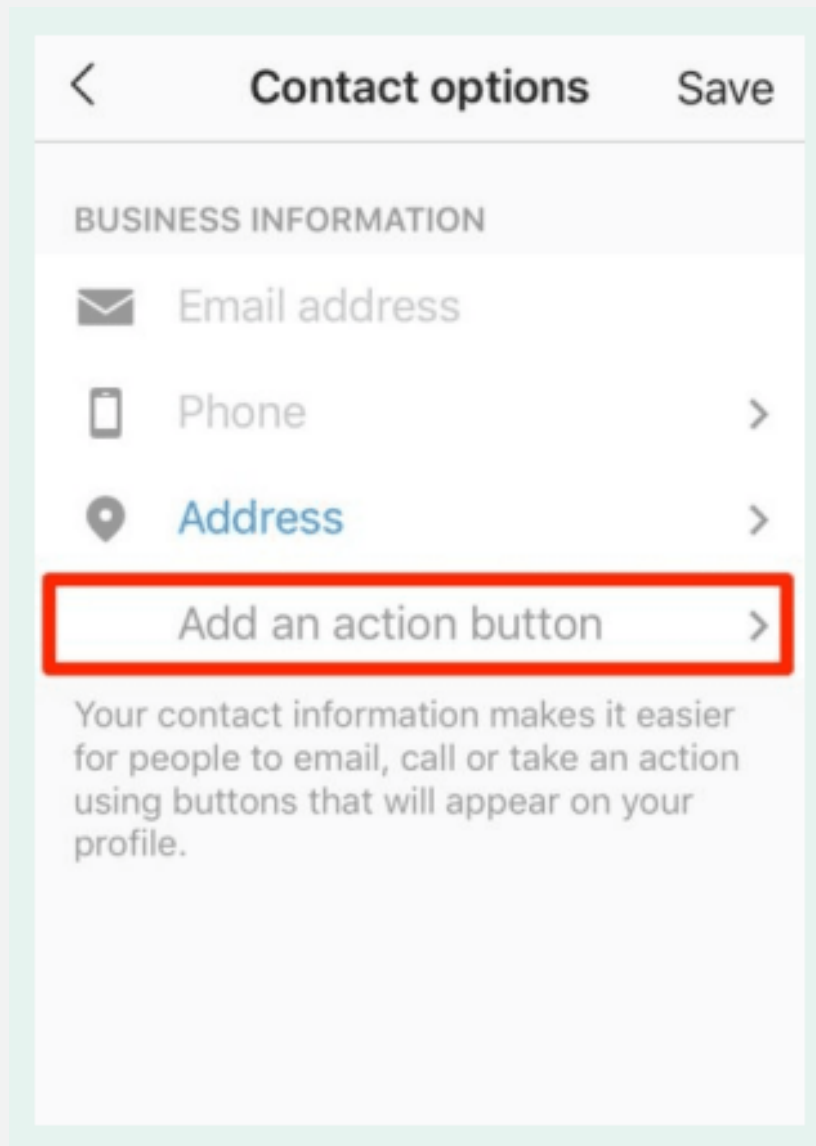 Contact options
Save
BUSINESS INFORMATION
Email address
Phone
Address
Add an action button
Your contact information makes it easier
for people to email, call or take an action
using buttons that will appear on your
profile.